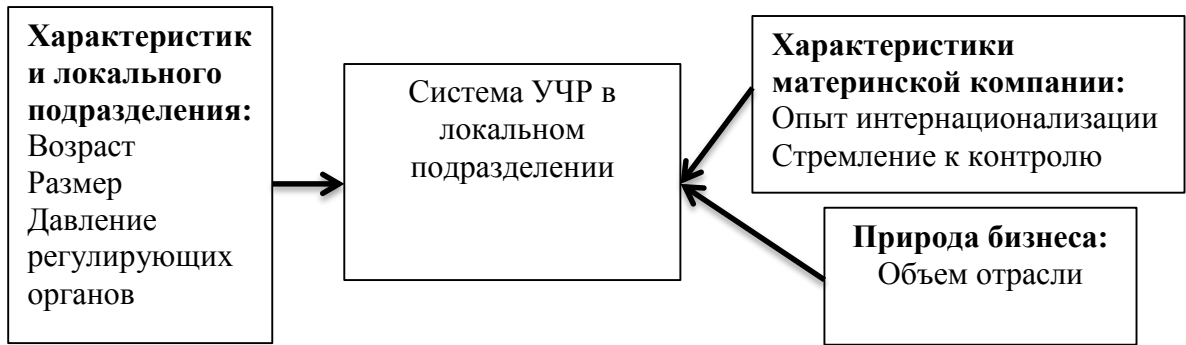 Характеристик
и локального
подразделения:
Возраст
Размер
Давление
регулирующих
органов
Система УЧР в
локальном
подразделении
Характеристики
материнской компании:
Опыт интернационализации
Стремление к контролю
Природа бизнеса:
Объем отрасли